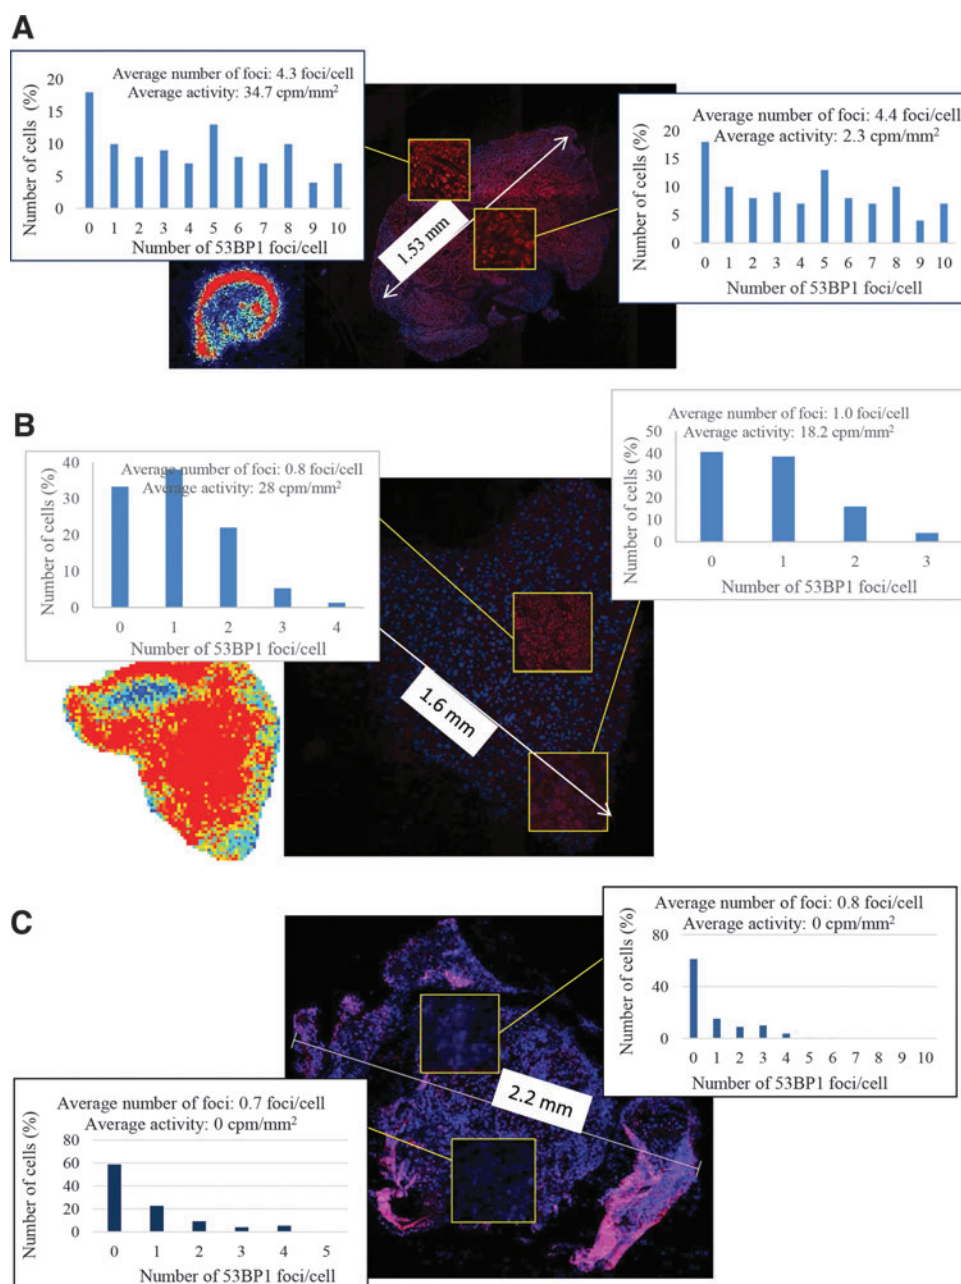 A
Average number of foci: 4.3 foci/cell
Average activity: 34.7 cpm/mm²
Number of cells (%)
20
15
10
5
0
0 1 2 3 4 5 6 7 8 9 10
Number of 53BP1 foci/cell
Average number of foci: 4.4 foci/cell
Average activity: 2.3 cpm/mm²
Number of cells (%)
20
15
10
5
0
0 1 2 3 4 5 6 7 8 9 10
Number of 53BP1 foci/cell
1.53 mm
B
Average number of foci: 0.8 foci/cell
Average activity: 28 cpm/mm²
Number of cells (%)
40
30
20
10
0
0 1 2 3 4
Number of 53BP1 foci/cell
Average number of foci: 1.0 foci/cell
Average activity: 18.2 cpm/mm²
Number of cells (%)
50
40
30
20
10
0
0 1 2 3
Number of 53BP1 foci/cell
1.6 mm
C
Average number of foci: 0.8 foci/cell
Average activity: 0 cpm/mm²
Number of cells (%)
80
40
0
0 1 2 3 4 5 6 7 8 9 10
Number of 53BP1 foci/cell
2.2 mm
Average number of foci: 0.7 foci/cell
Average activity: 0 cpm/mm²
Number of cells (%)
80
60
40
20
0
0 1 2 3 4 5
Number of 53BP1 foci/cell